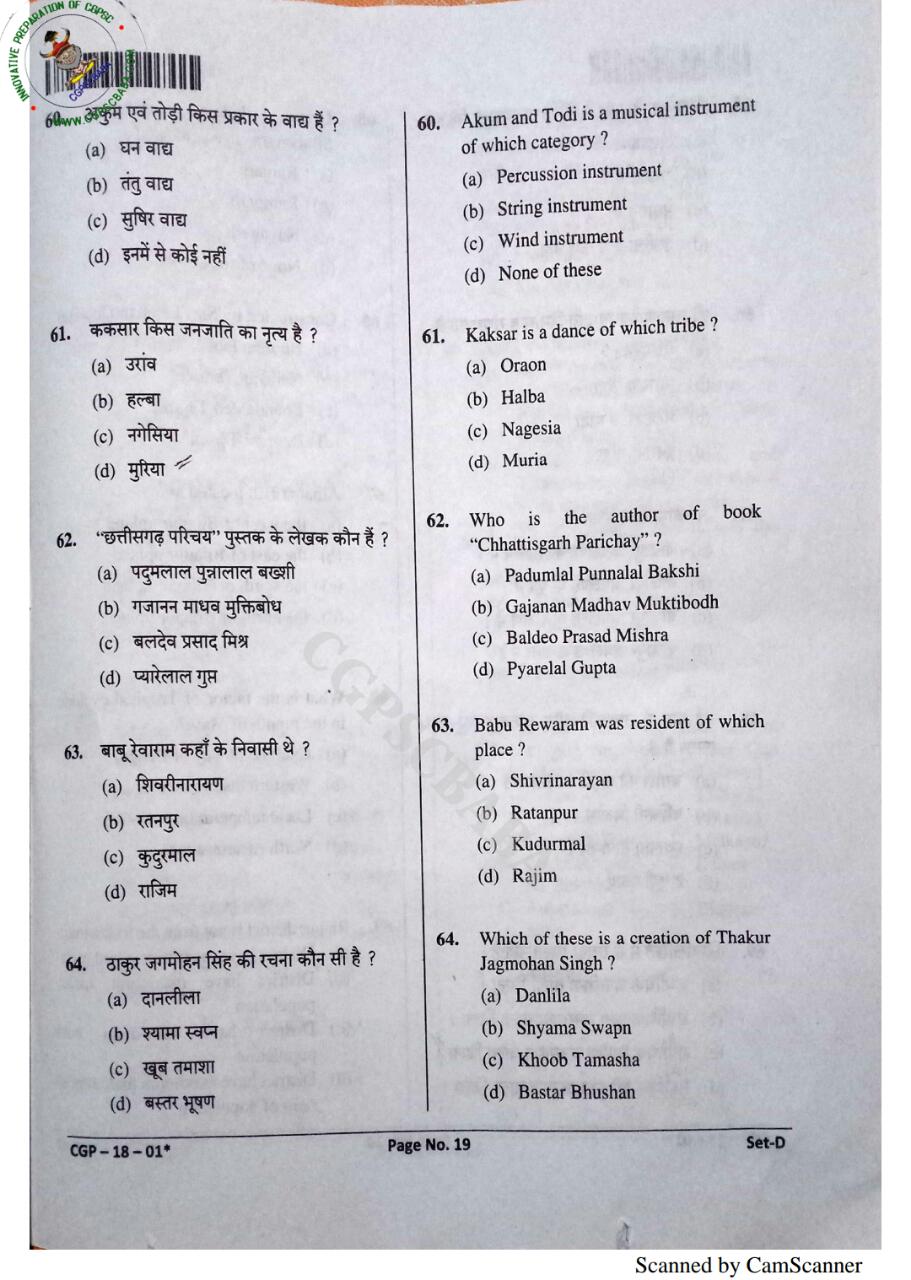 INNOVATIVE PREPARATION OF CGPSC
WWW.CGPSCBABA.COM
60. अकुम एवं तोड़ी किस प्रकार के वाद्य हैं ?
(a) घन वाद्य
(b) तंतु वाद्य
(c) सुषिर वाद्य
(d) इनमें से कोई नहीं
61. ककसार किस जनजाति का नृत्य है ?
(a) उरांव
(b) हल्बा
(c) नगेसिया
(d) मुरिया
62. “छत्तीसगढ़ परिचय” पुस्तक के लेखक कौन हैं ?
(a) पदुमलाल पुन्नालाल बख्शी
(b) गजानन माधव मुक्तिबोध
(c) बलदेव प्रसाद मिश्र
(d) प्यारेलाल गुप्त
63. बाबू रेवाराम कहाँ के निवासी थे ?
(a) शिवरीनारायण
(b) रतनपुर
(c) कुदुरमाल
(d) राजिम
64. ठाकुर जगमोहन सिंह की रचना कौन सी है ?
(a) दानलीला
(b) श्यामा स्वप्न
(c) खूब तमाशा
(d) बस्तर भूषण
60. Akum and Todi is a musical instrument
of which category ?
(a) Percussion instrument
(b) String instrument
(c) Wind instrument
(d) None of these
61. Kaksar is a dance of which tribe ?
(a) Oraon
(b) Halba
(c) Nagesia
(d) Muria
62. Who is the author of book
“Chhattisgarh Parichay” ?
(a) Padumlal Punnalal Bakshi
(b) Gajanan Madhav Muktibodh
(c) Baldeo Prasad Mishra
(d) Pyarelal Gupta
63. Babu Rewaram was resident of which
place ?
(a) Shivrinarayan
(b) Ratanpur
(c) Kudurmal
(d) Rajim
64. Which of these is a creation of Thakur
Jagmohan Singh ?
(a) Danlila
(b) Shyama Swapn
(c) Khoob Tamasha
(d) Bastar Bhushan
CGPSCBABA
CGP – 18 – 01*
Page No. 19
Set-D
Scanned by CamScanner